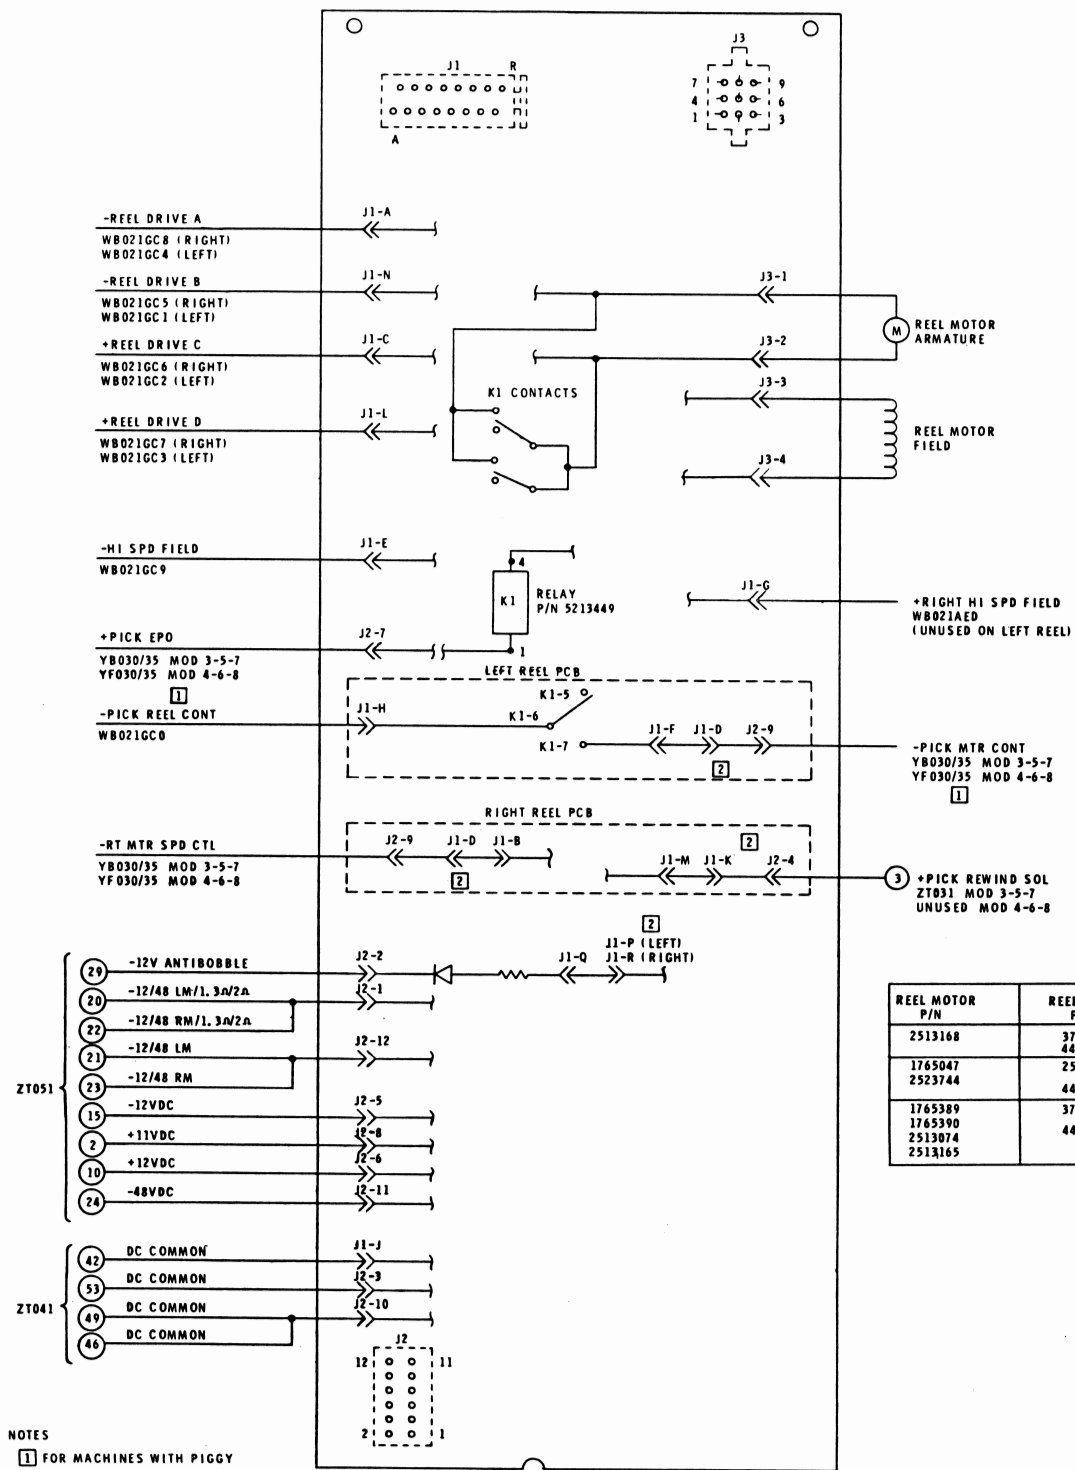 J1 R
A
J3
7 9
4 6
1 3
-REEL DRIVE A
J1-A
WB021GC8 (RIGHT)
WB021GC4 (LEFT)
-REEL DRIVE B
J1-N
WB021GC5 (RIGHT)
WB021GC1 (LEFT)
+REEL DRIVE C
J1-C
WB021GC6 (RIGHT)
WB021GC2 (LEFT)
+REEL DRIVE D
J1-L
WB021GC7 (RIGHT)
WB021GC3 (LEFT)
J3-1
M
REEL MOTOR
ARMATURE
J3-2
K1 CONTACTS
J3-3
REEL MOTOR
FIELD
J3-4
-HI SPD FIELD
J1-E
WB021GC9
4
K1
RELAY
P/N 5213449
1
J1-G
+RIGHT HI SPD FIELD
WB021AED
(UNUSED ON LEFT REEL)
+PICK EPO
J2-7
YB030/35 MOD 3-5-7
YF030/35 MOD 4-6-8
1
LEFT REEL PCB
-PICK REEL CONT
J1-H
WB021GC0
K1-5
K1-6
K1-7
J1-F J1-D J2-9
2
-PICK MTR CONT
YB030/35 MOD 3-5-7
YF030/35 MOD 4-6-8
1
RIGHT REEL PCB
-RT MTR SPD CTL
J2-9 J1-D J1-B
2
YB030/35 MOD 3-5-7
YF030/35 MOD 4-6-8
2
J1-M J1-K J2-4
3
+PICK REWIND SOL
ZT031 MOD 3-5-7
UNUSED MOD 4-6-8
2
J1-P (LEFT)
J1-Q J1-R (RIGHT)
ZT051
29 -12V ANTIBOBBLE J2-2
20 -12/48 LM/1.3Ω/2Ω J2-1
22 -12/48 RM/1.3Ω/2Ω
21 -12/48 LM J2-12
23 -12/48 RM
15 -12VDC J2-5
2 +11VDC J2-8
10 +12VDC J2-6
24 -48VDC J2-11
ZT041
42 DC COMMON J1-J
53 DC COMMON J2-3
49 DC COMMON J2-10
46 DC COMMON
J2
12 11
2 1
REEL MOTOR REEL
P/N P
2513168 37
44
1765047 25
2523744 44
1765389 37
1765390 44
2513074
2513165
NOTES
1 FOR MACHINES WITH PIGGY